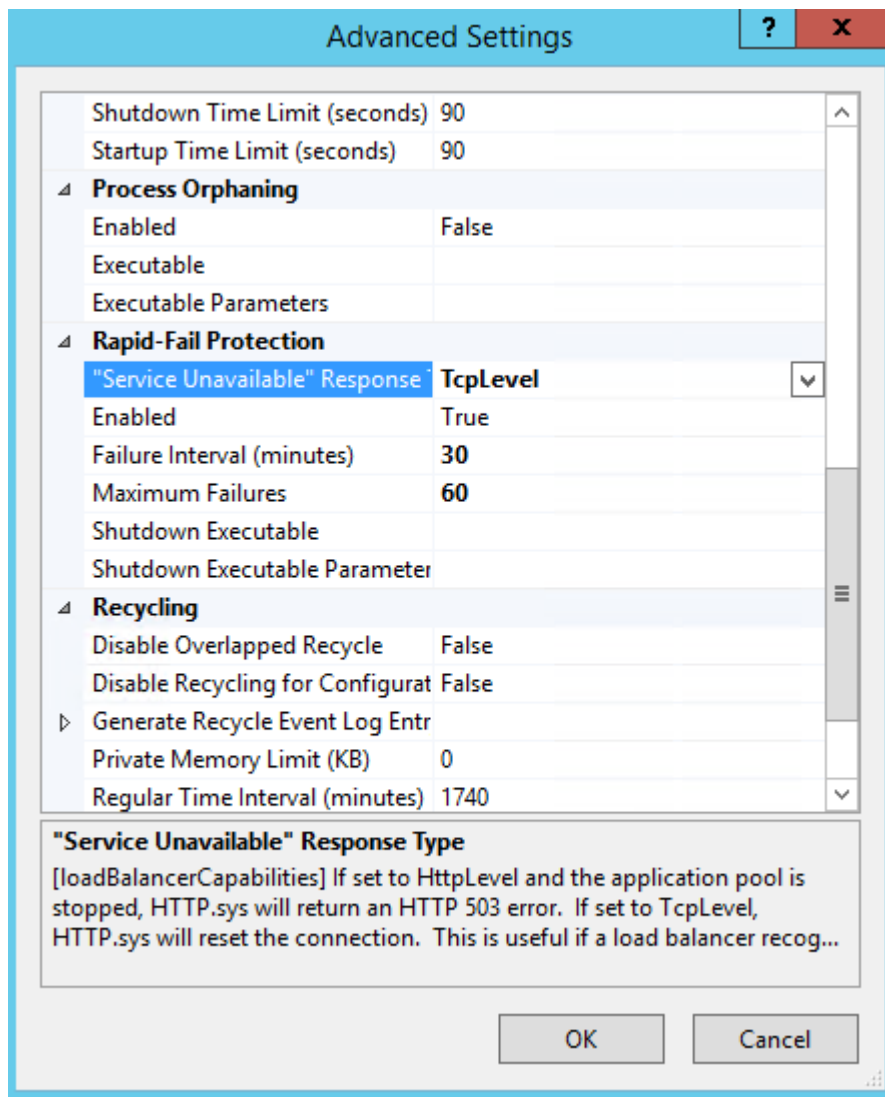 Advanced Settings
?
x
Shutdown Time Limit (seconds) 90
Startup Time Limit (seconds) 90
Process Orphaning
Enabled False
Executable
Executable Parameters
Rapid-Fail Protection
"Service Unavailable" Response TcpLevel
Enabled True
Failure Interval (minutes) 30
Maximum Failures 60
Shutdown Executable
Shutdown Executable Parameter
Recycling
Disable Overlapped Recycle False
Disable Recycling for Configurat False
Generate Recycle Event Log Entr
Private Memory Limit (KB) 0
Regular Time Interval (minutes) 1740
"Service Unavailable" Response Type
[loadBalancerCapabilities] If set to HttpLevel and the application pool is
stopped, HTTP.sys will return an HTTP 503 error. If set to TcpLevel,
HTTP.sys will reset the connection. This is useful if a load balancer recog...
OK
Cancel